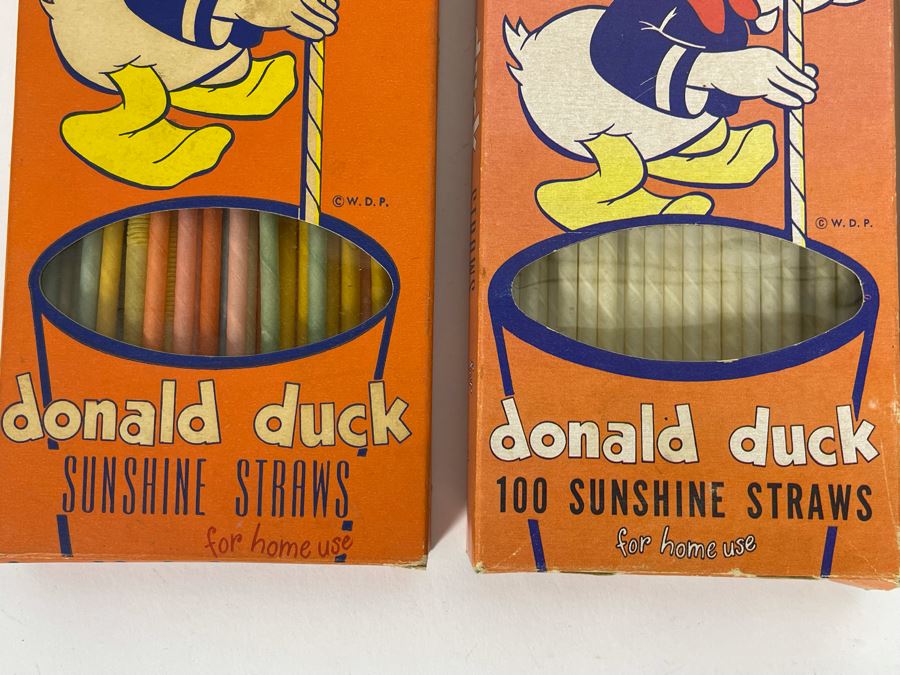 © W. D. P.
donald duck
SUNSHINE STRAWS
for home use
© W. D. P.
donald duck
100 SUNSHINE STRAWS
for home use